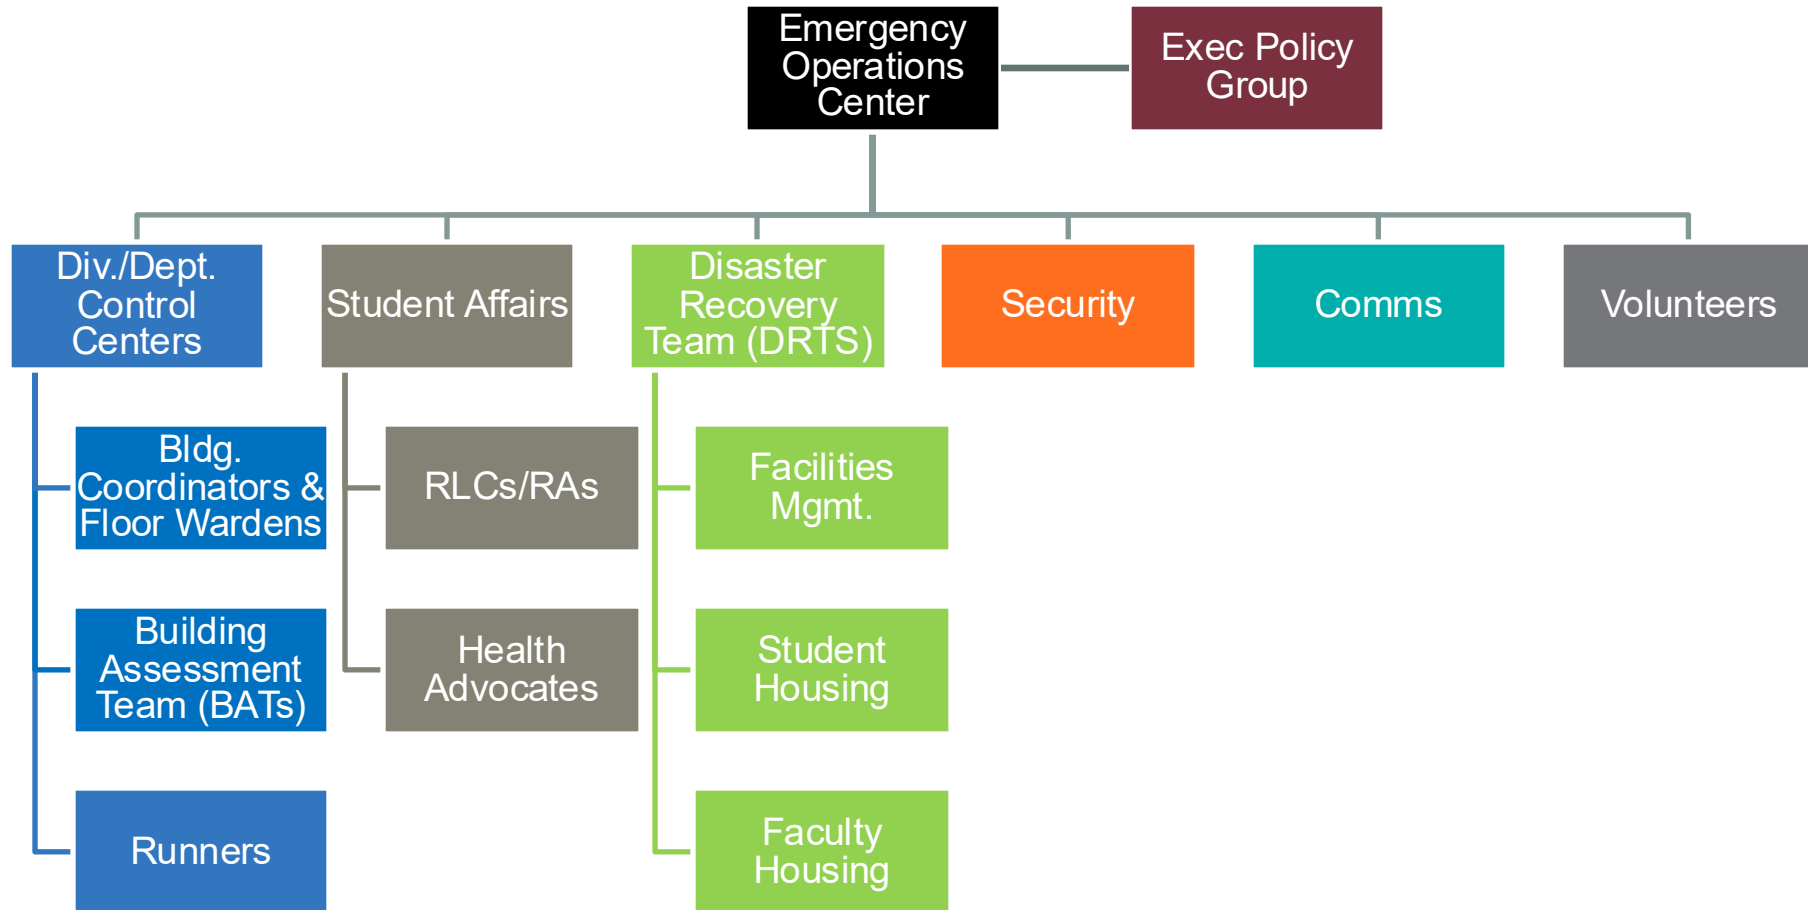 Emergency
Operations
Center
Exec Policy
Group
Div./Dept.
Control
Centers
Student Affairs
Disaster
Recovery
Team (DRTS)
Security
Comms
Volunteers
Bldg.
Coordinators &
Floor Wardens
RLCs/RAs
Facilities
Mgmt.
Building
Assessment
Team (BATs)
Health
Advocates
Student
Housing
Runners
Faculty
Housing